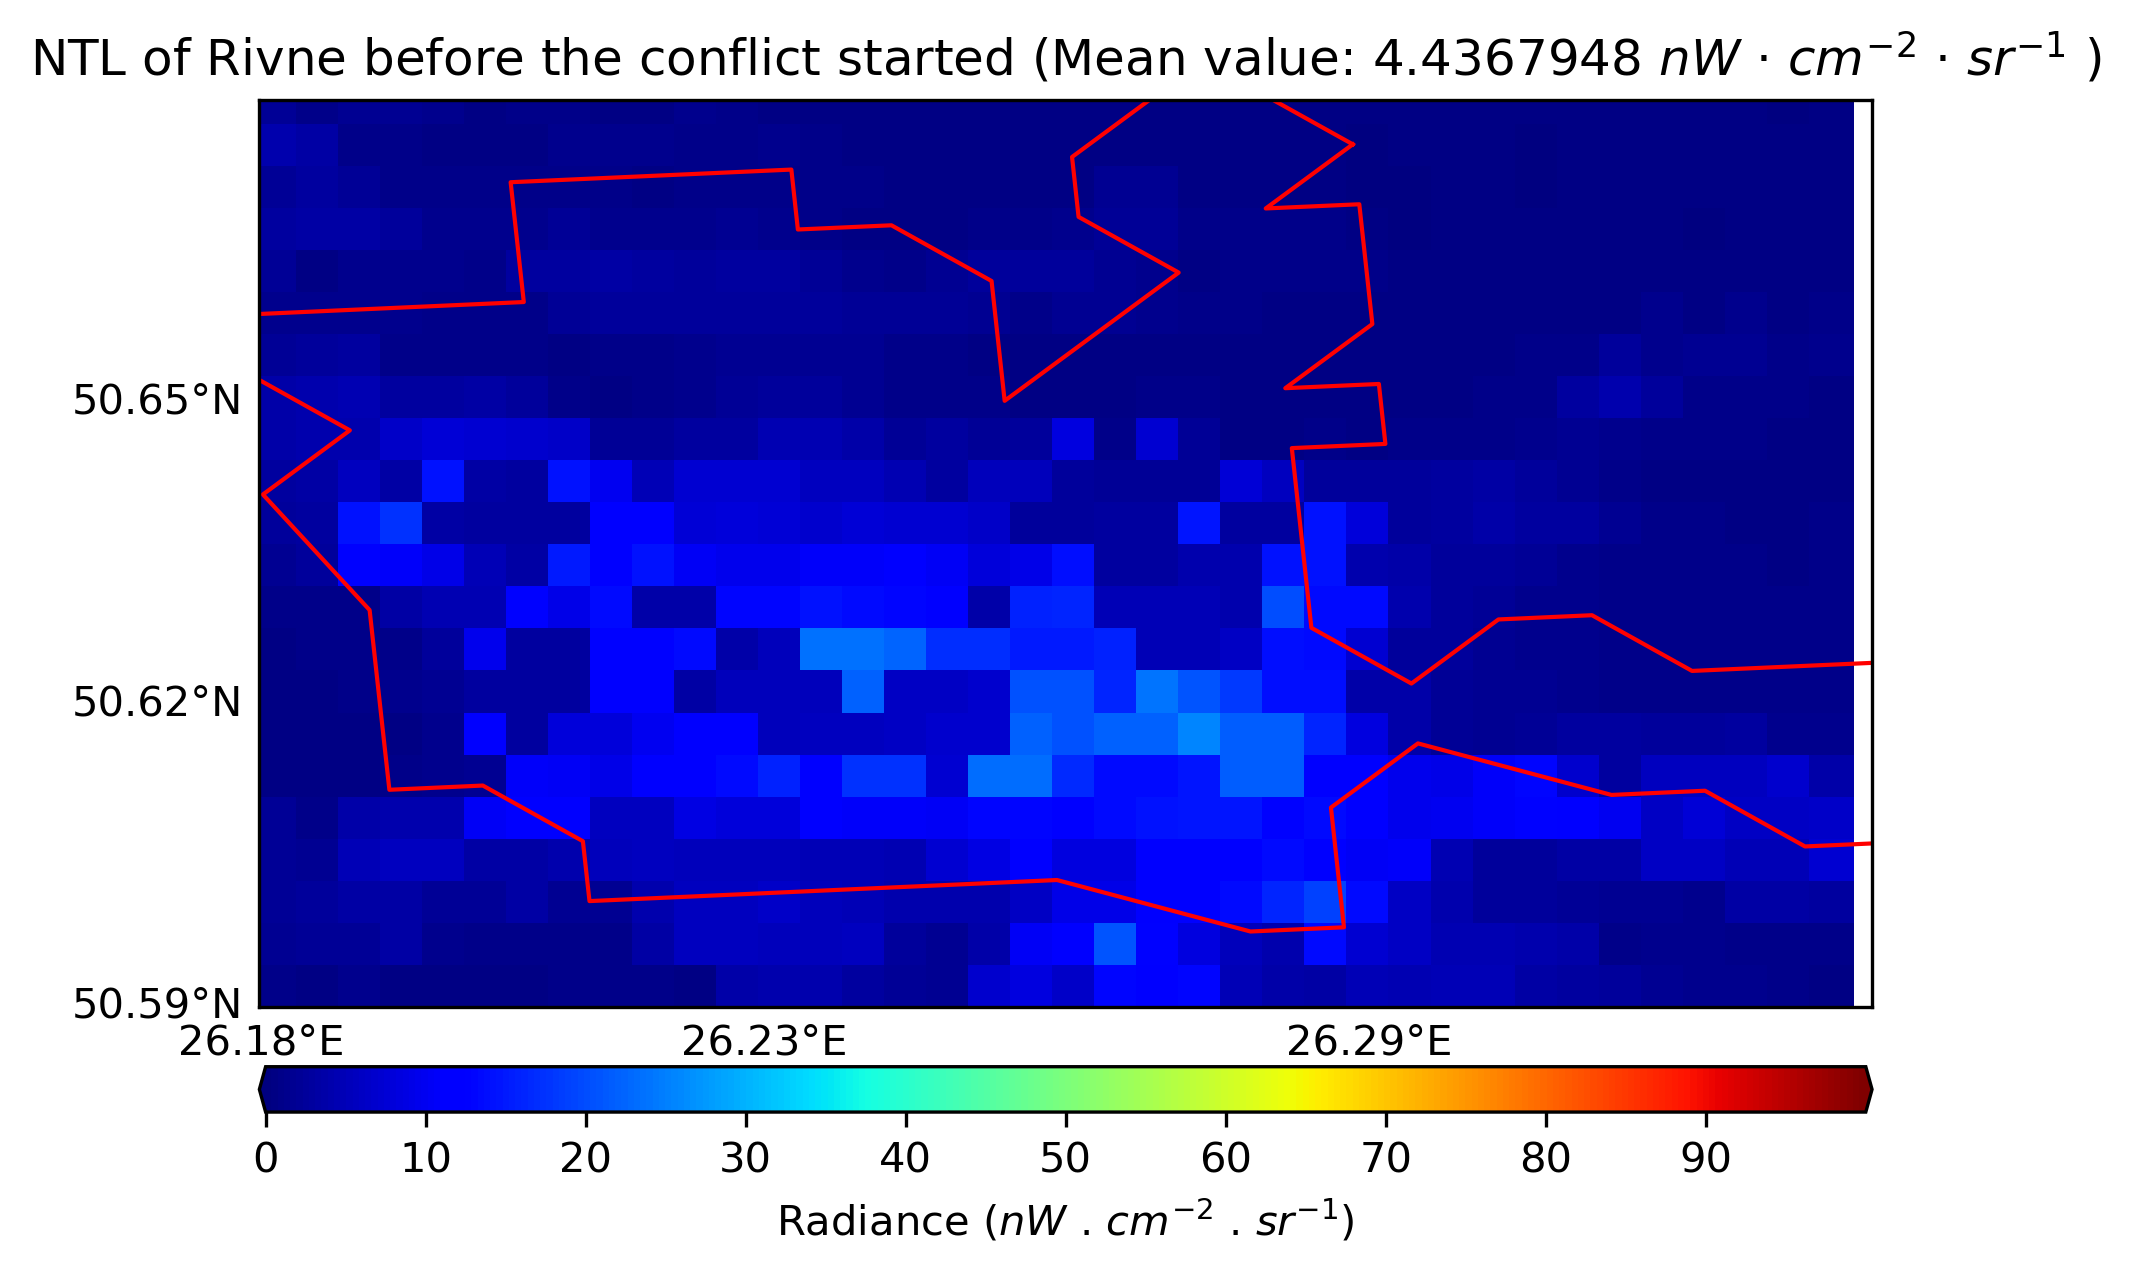 NTL of Rivne before the conflict started (Mean value: 4.4367948 nW · cm⁻² · sr⁻¹ )
50.65°N
50.62°N
50.59°N
26.18°E 26.23°E 26.29°E
0 10 20 30 40 50 60 70 80 90
Radiance (nW . cm⁻² . sr⁻¹)